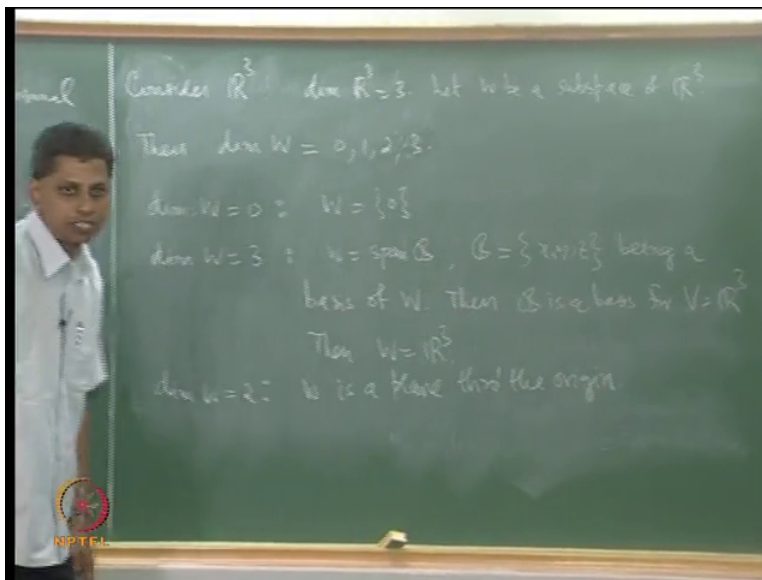 Consider ℝ³. dim ℝ³=3. Let W be a subspace of ℝ³.
Then dim W = 0, 1, 2, 3.
dim W=0 : W = {0}
dim W=3 : W = span B, B = {x, y, z} being a
basis of W. Then B is a basis for V=ℝ³
Then W=ℝ³.
dim W=2 : W is a plane thro' the origin.
NPTEL